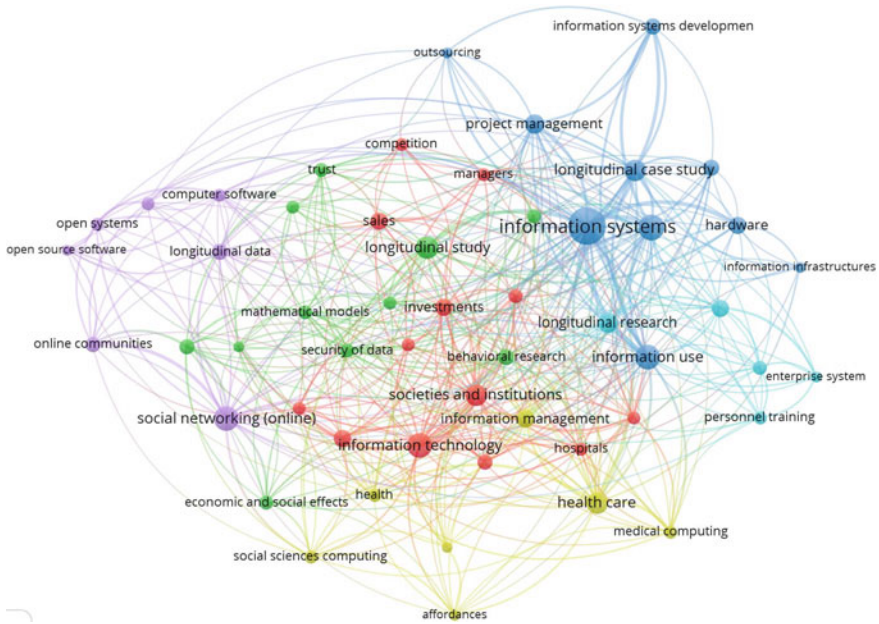 information systems developmen
outsourcing
project management
competition
trust
managers
longitudinal case study
computer software
open systems
sales
information systems
hardware
open source software
longitudinal data
longitudinal study
information infrastructures
mathematical models
investments
longitudinal research
online communities
security of data
behavioral research
information use
enterprise system
societies and institutions
social networking (online)
information management
personnel training
information technology
hospitals
economic and social effects
health
health care
medical computing
social sciences computing
affordances